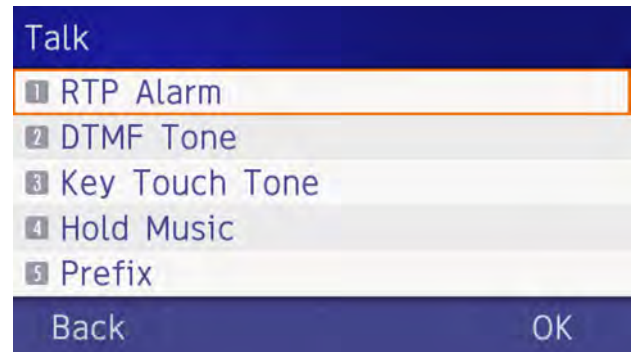 Talk
1 RTP Alarm
2 DTMF Tone
3 Key Touch Tone
4 Hold Music
5 Prefix
Back OK